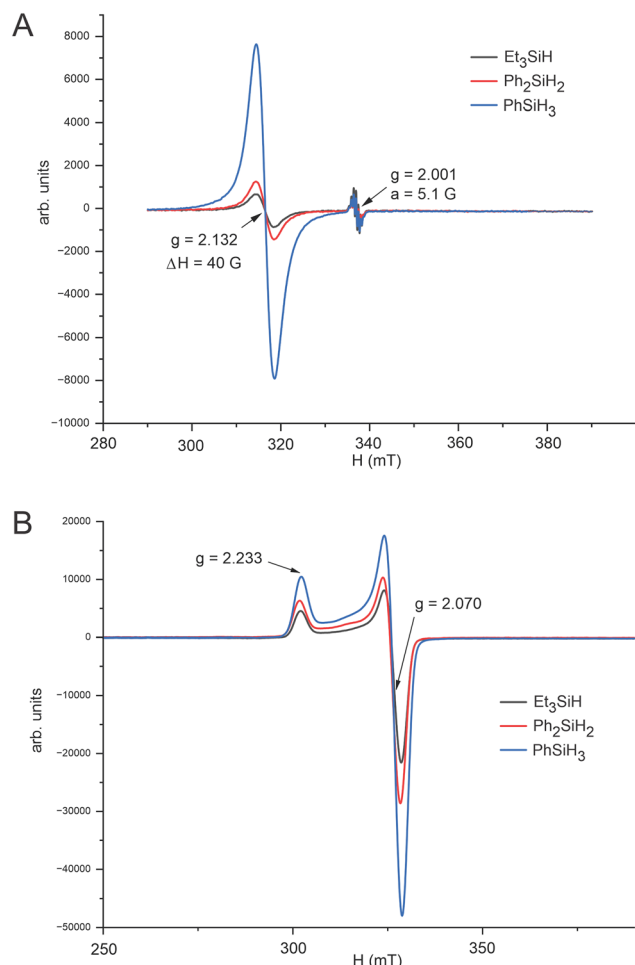 A
8000
6000
4000
2000
0
−2000
−4000
−6000
−8000
−10000
arb. units
Et₃SiH
Ph₂SiH₂
PhSiH₃
g = 2.001
a = 5.1 G
g = 2.132
ΔH = 40 G
280 300 320 340 360 380
H (mT)
B
20000
10000
0
−10000
−20000
−30000
−40000
−50000
arb. units
g = 2.233
g = 2.070
Et₃SiH
Ph₂SiH₂
PhSiH₃
250 300 350
H (mT)